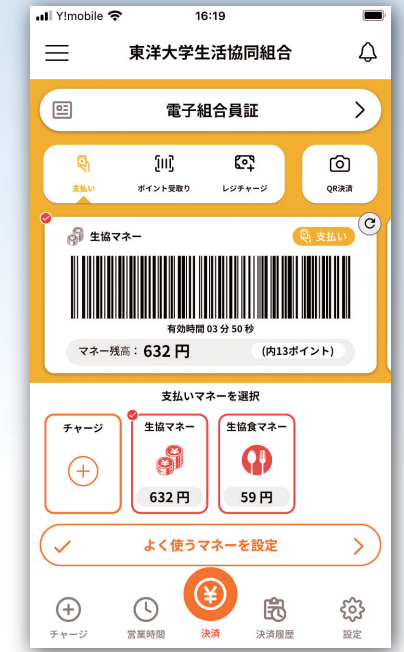 Y!mobile 16:19
東洋大学生活協同組合
電子組合員証
支払い ポイント受取り レジチャージ QR決済
生協マネー 支払い
有効時間 03 分 50 秒
マネー残高： 632 円 (内13ポイント)
支払いマネーを選択
チャージ 生協マネー 生協食マネー
632 円 59 円
よく使うマネーを設定
チャージ 営業時間 決済 決済履歴 設定